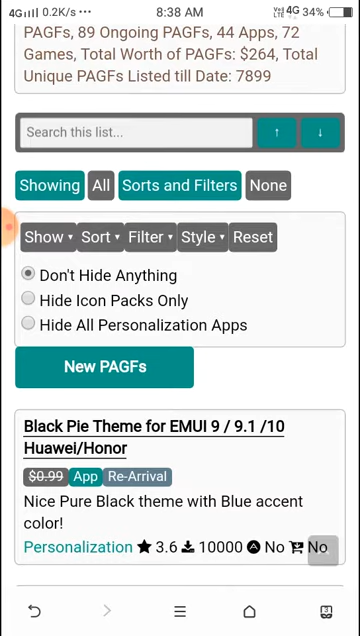 4G 0.2K/s ··· 8:38 AM VoLTE 4G 34%
PAGFs, 89 Ongoing PAGFs, 44 Apps, 72
Games, Total Worth of PAGFs: $264, Total
Unique PAGFs Listed till Date: 7899
Search this list... ↑ ↓
Showing All Sorts and Filters None
Show ▾ Sort ▾ Filter ▾ Style ▾ Reset
Don't Hide Anything
Hide Icon Packs Only
Hide All Personalization Apps
New PAGFs
Black Pie Theme for EMUI 9 / 9.1 /10
Huawei/Honor
$0.99 App Re-Arrival
Nice Pure Black theme with Blue accent
color!
Personalization ★ 3.6 10000 No No
3